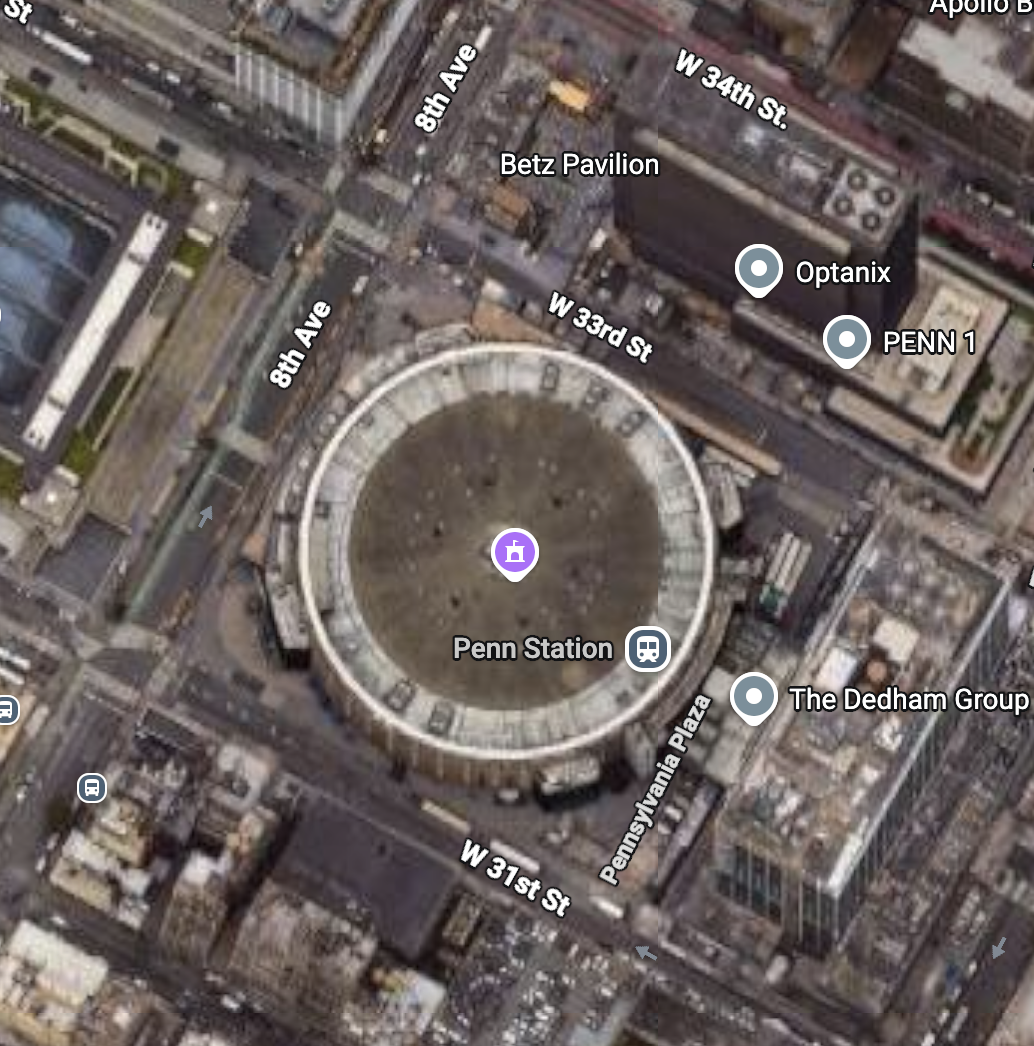 St
Apollo B
8th Ave
W 34th St.
Betz Pavilion
Optanix
W 33rd St
PENN 1
8th Ave
Penn Station
The Dedham Group
Pennsylvania Plaza
W 31st St